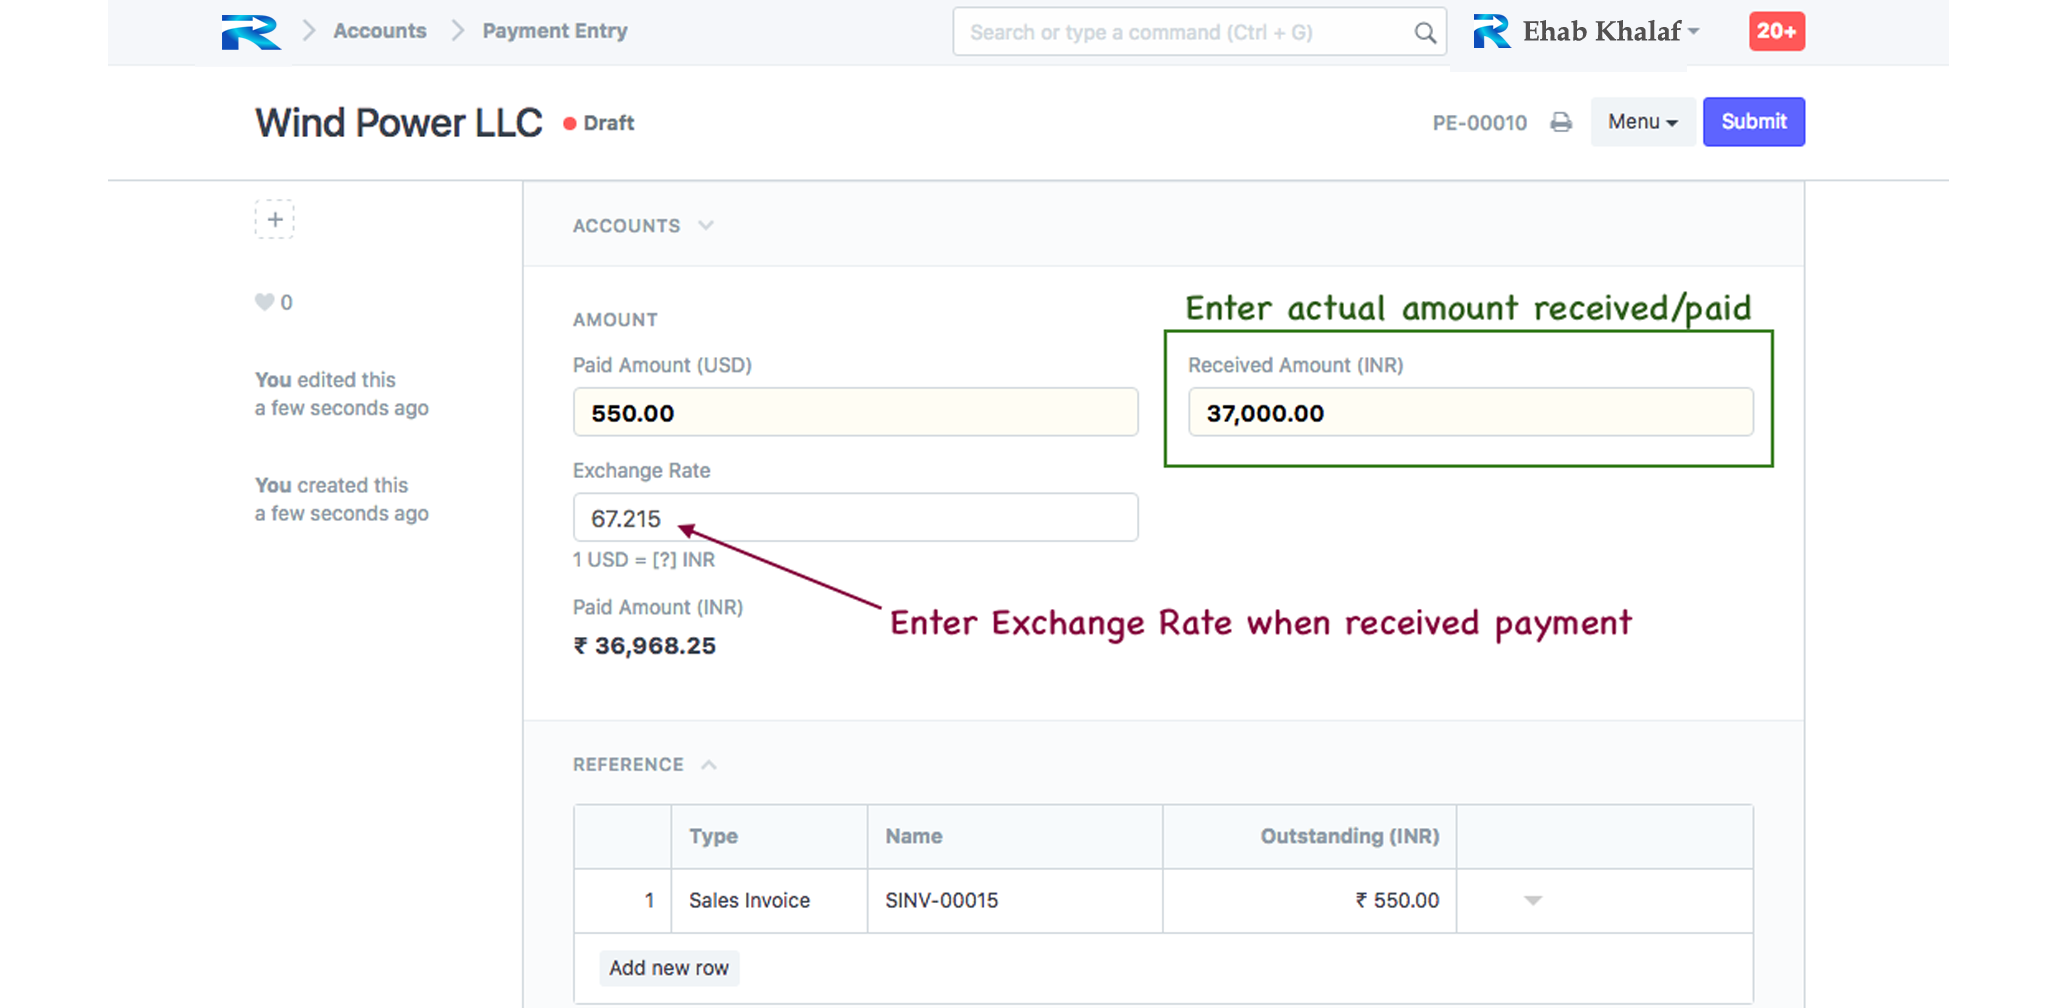 Accounts
Payment Entry
Search or type a command (Ctrl + G)
Ehab Khalaf
20+
Wind Power LLC
Draft
PE-00010
Menu
Submit
+
0
You edited this
a few seconds ago
You created this
a few seconds ago
ACCOUNTS
AMOUNT
Enter actual amount received/paid
Paid Amount (USD)
550.00
Received Amount (INR)
37,000.00
Exchange Rate
67.215
1 USD = [?] INR
Paid Amount (INR)
₹ 36,968.25
Enter Exchange Rate when received payment
REFERENCE
Type Name Outstanding (INR)
1 Sales Invoice SINV-00015 ₹ 550.00
Add new row